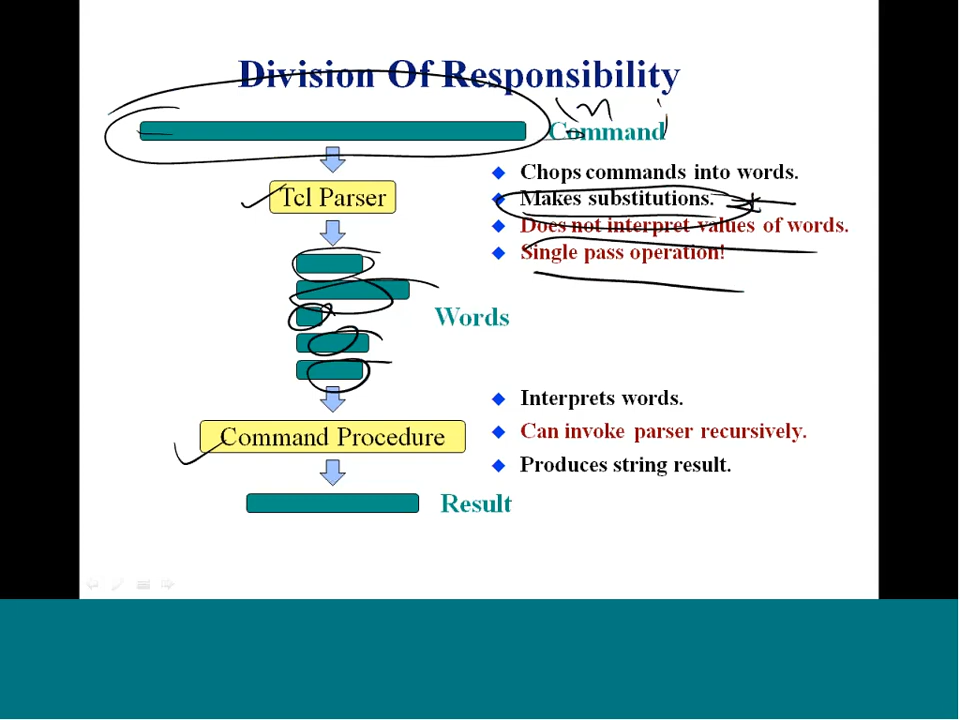 Division Of Responsibility
Command
Chops commands into words.
Tcl Parser
Makes substitutions.
Does not interpret values of words.
Single pass operation!
Words
Interprets words.
Command Procedure
Can invoke parser recursively.
Produces string result.
Result